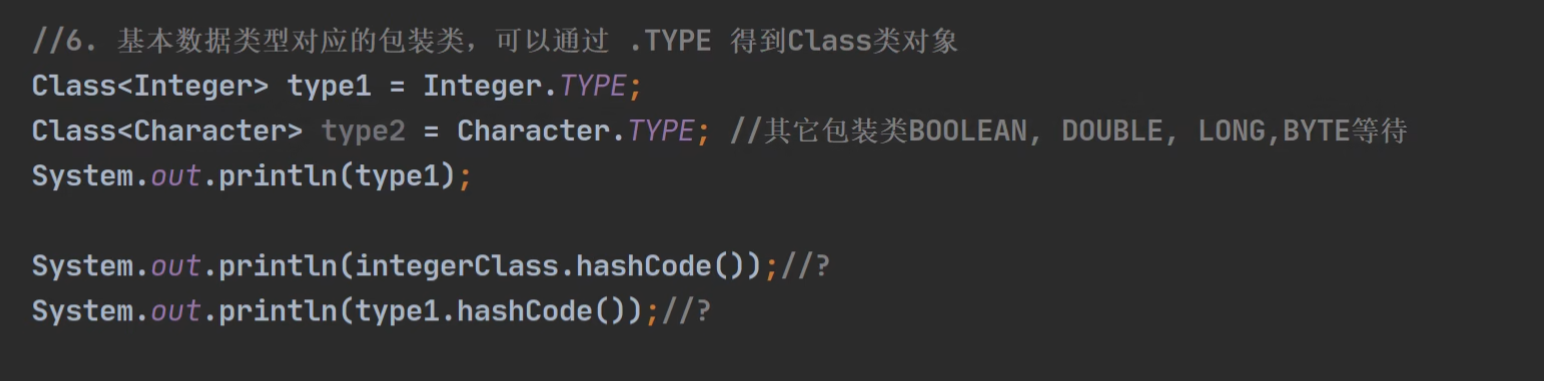 //6. 基本数据类型对应的包装类，可以通过 .TYPE 得到Class类对象
Class<Integer> type1 = Integer.TYPE;
Class<Character> type2 = Character.TYPE; //其它包装类BOOLEAN, DOUBLE, LONG,BYTE等待
System.out.println(type1);
System.out.println(integerClass.hashCode());//?
System.out.println(type1.hashCode());//?